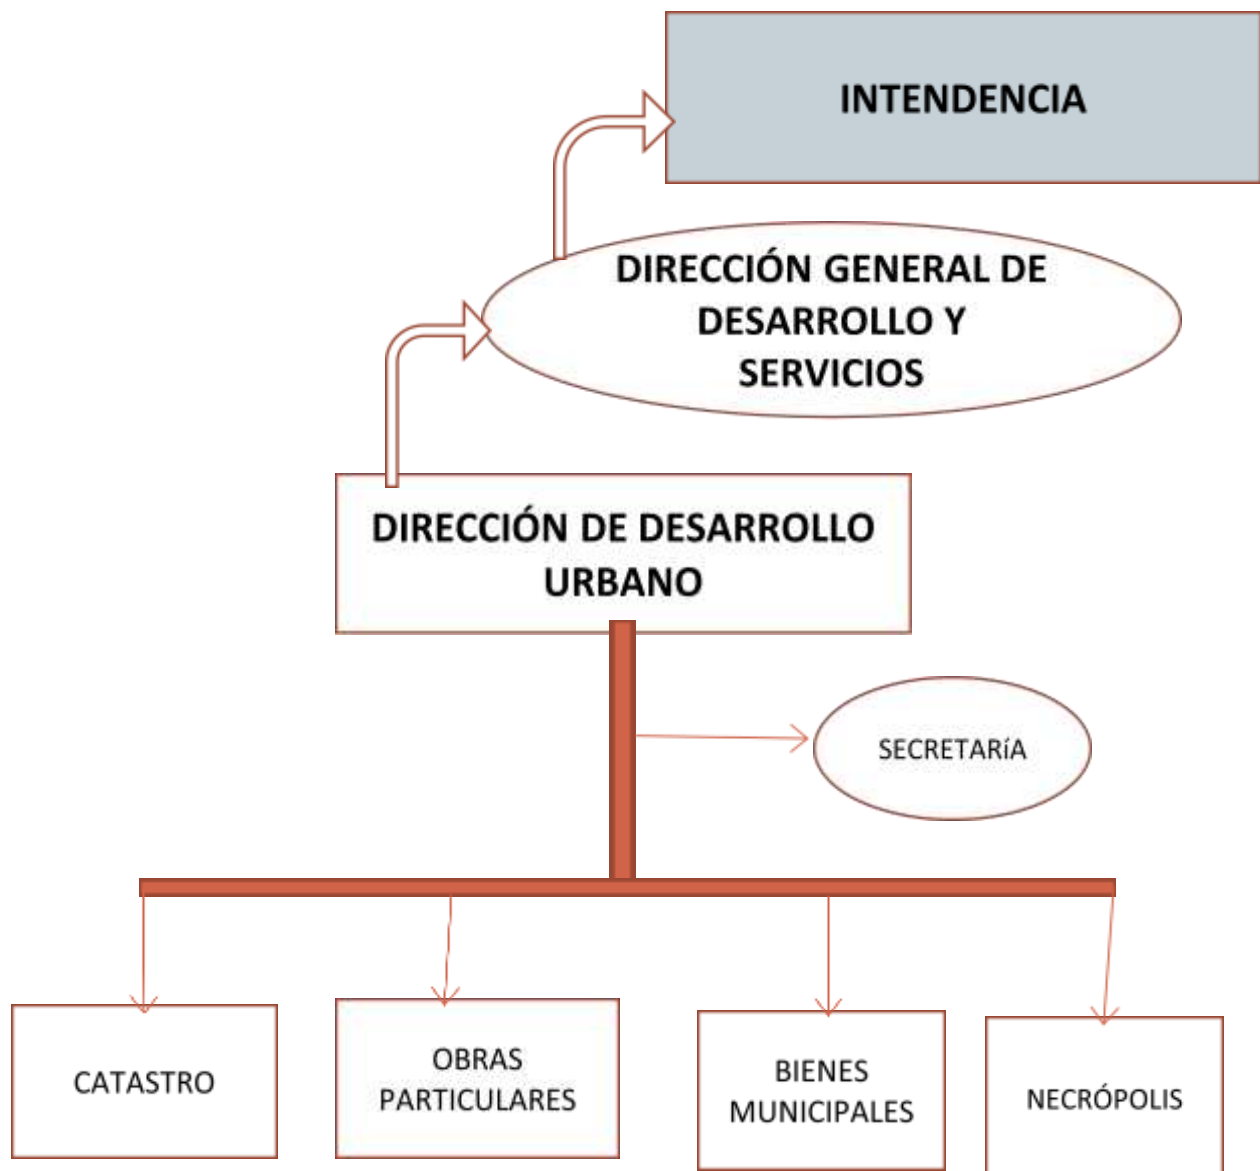 INTENDENCIA
DIRECCIÓN GENERAL DE
DESARROLLO Y
SERVICIOS
DIRECCIÓN DE DESARROLLO
URBANO
SECRETARíA
CATASTRO
OBRAS
PARTICULARES
BIENES
MUNICIPALES
NECRÓPOLIS